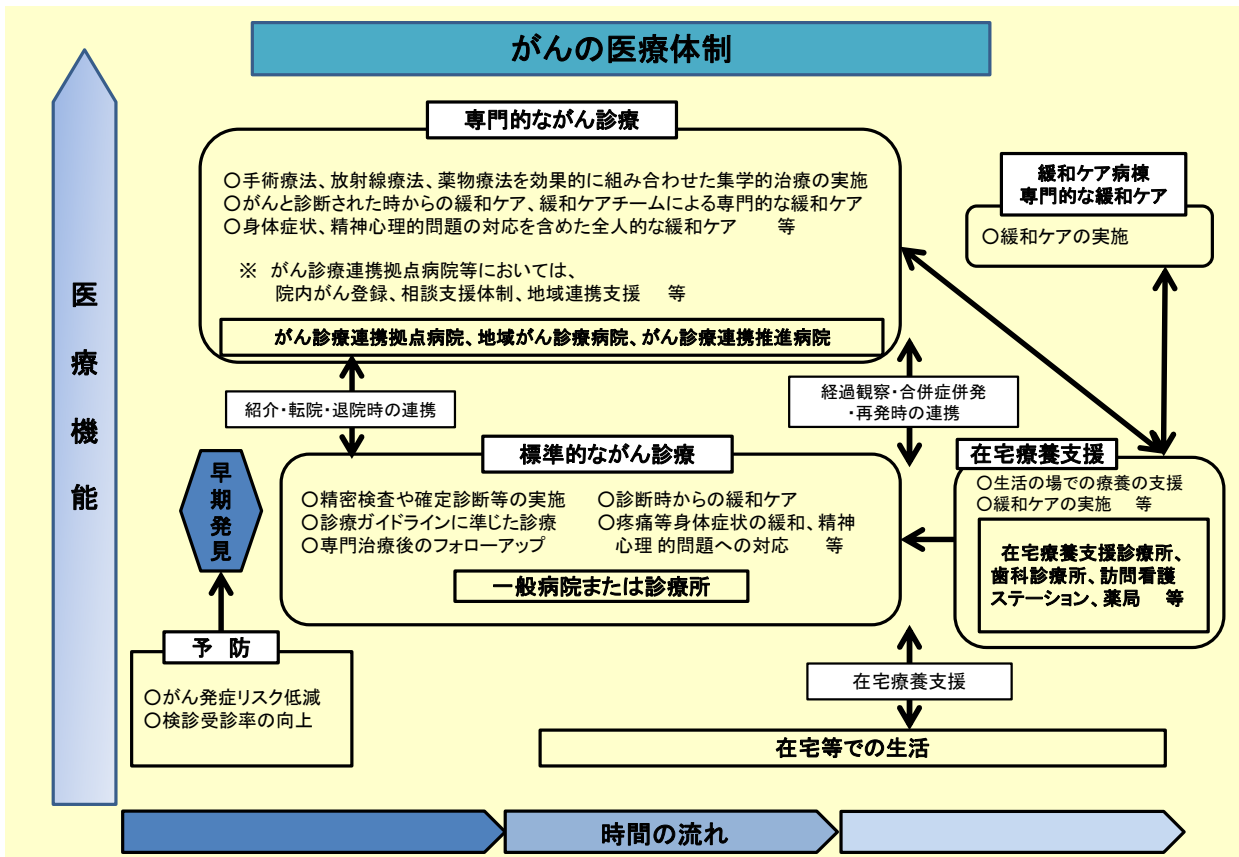 がんの医療体制
医療機能
専門的ながん診療
〇手術療法、放射線療法、薬物療法を効果的に組み合わせた集学的治療の実施
〇がんと診断された時からの緩和ケア、緩和ケアチームによる専門的な緩和ケア
〇身体症状、精神心理的問題の対応を含めた全人的な緩和ケア 等
※ がん診療連携拠点病院等においては、
院内がん登録、相談支援体制、地域連携支援 等
がん診療連携拠点病院、地域がん診療病院、がん診療連携推進病院
緩和ケア病棟
専門的な緩和ケア
〇緩和ケアの実施
紹介・転院・退院時の連携
経過観察・合併症併発
・再発時の連携
標準的ながん診療
〇精密検査や確定診断等の実施
〇診療ガイドラインに準じた診療
〇専門治療後のフォローアップ
〇診断時からの緩和ケア
〇疼痛等身体症状の緩和、精神
心理 的問題への対応 等
一般病院または診療所
在宅療養支援
〇生活の場での療養の支援
〇緩和ケアの実施 等
在宅療養支援診療所、
歯科診療所、訪問看護
ステーション、薬局 等
早期発見
予 防
〇がん発症リスク低減
〇検診受診率の向上
在宅療養支援
在宅等での生活
時間の流れ